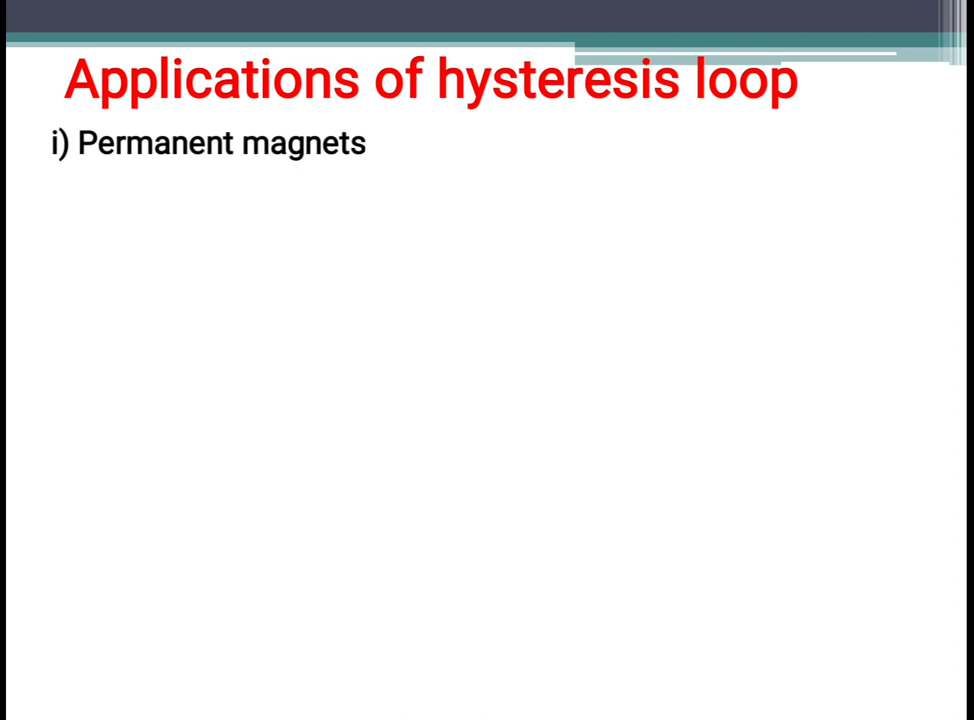 Applications of hysteresis loop
i) Permanent magnets